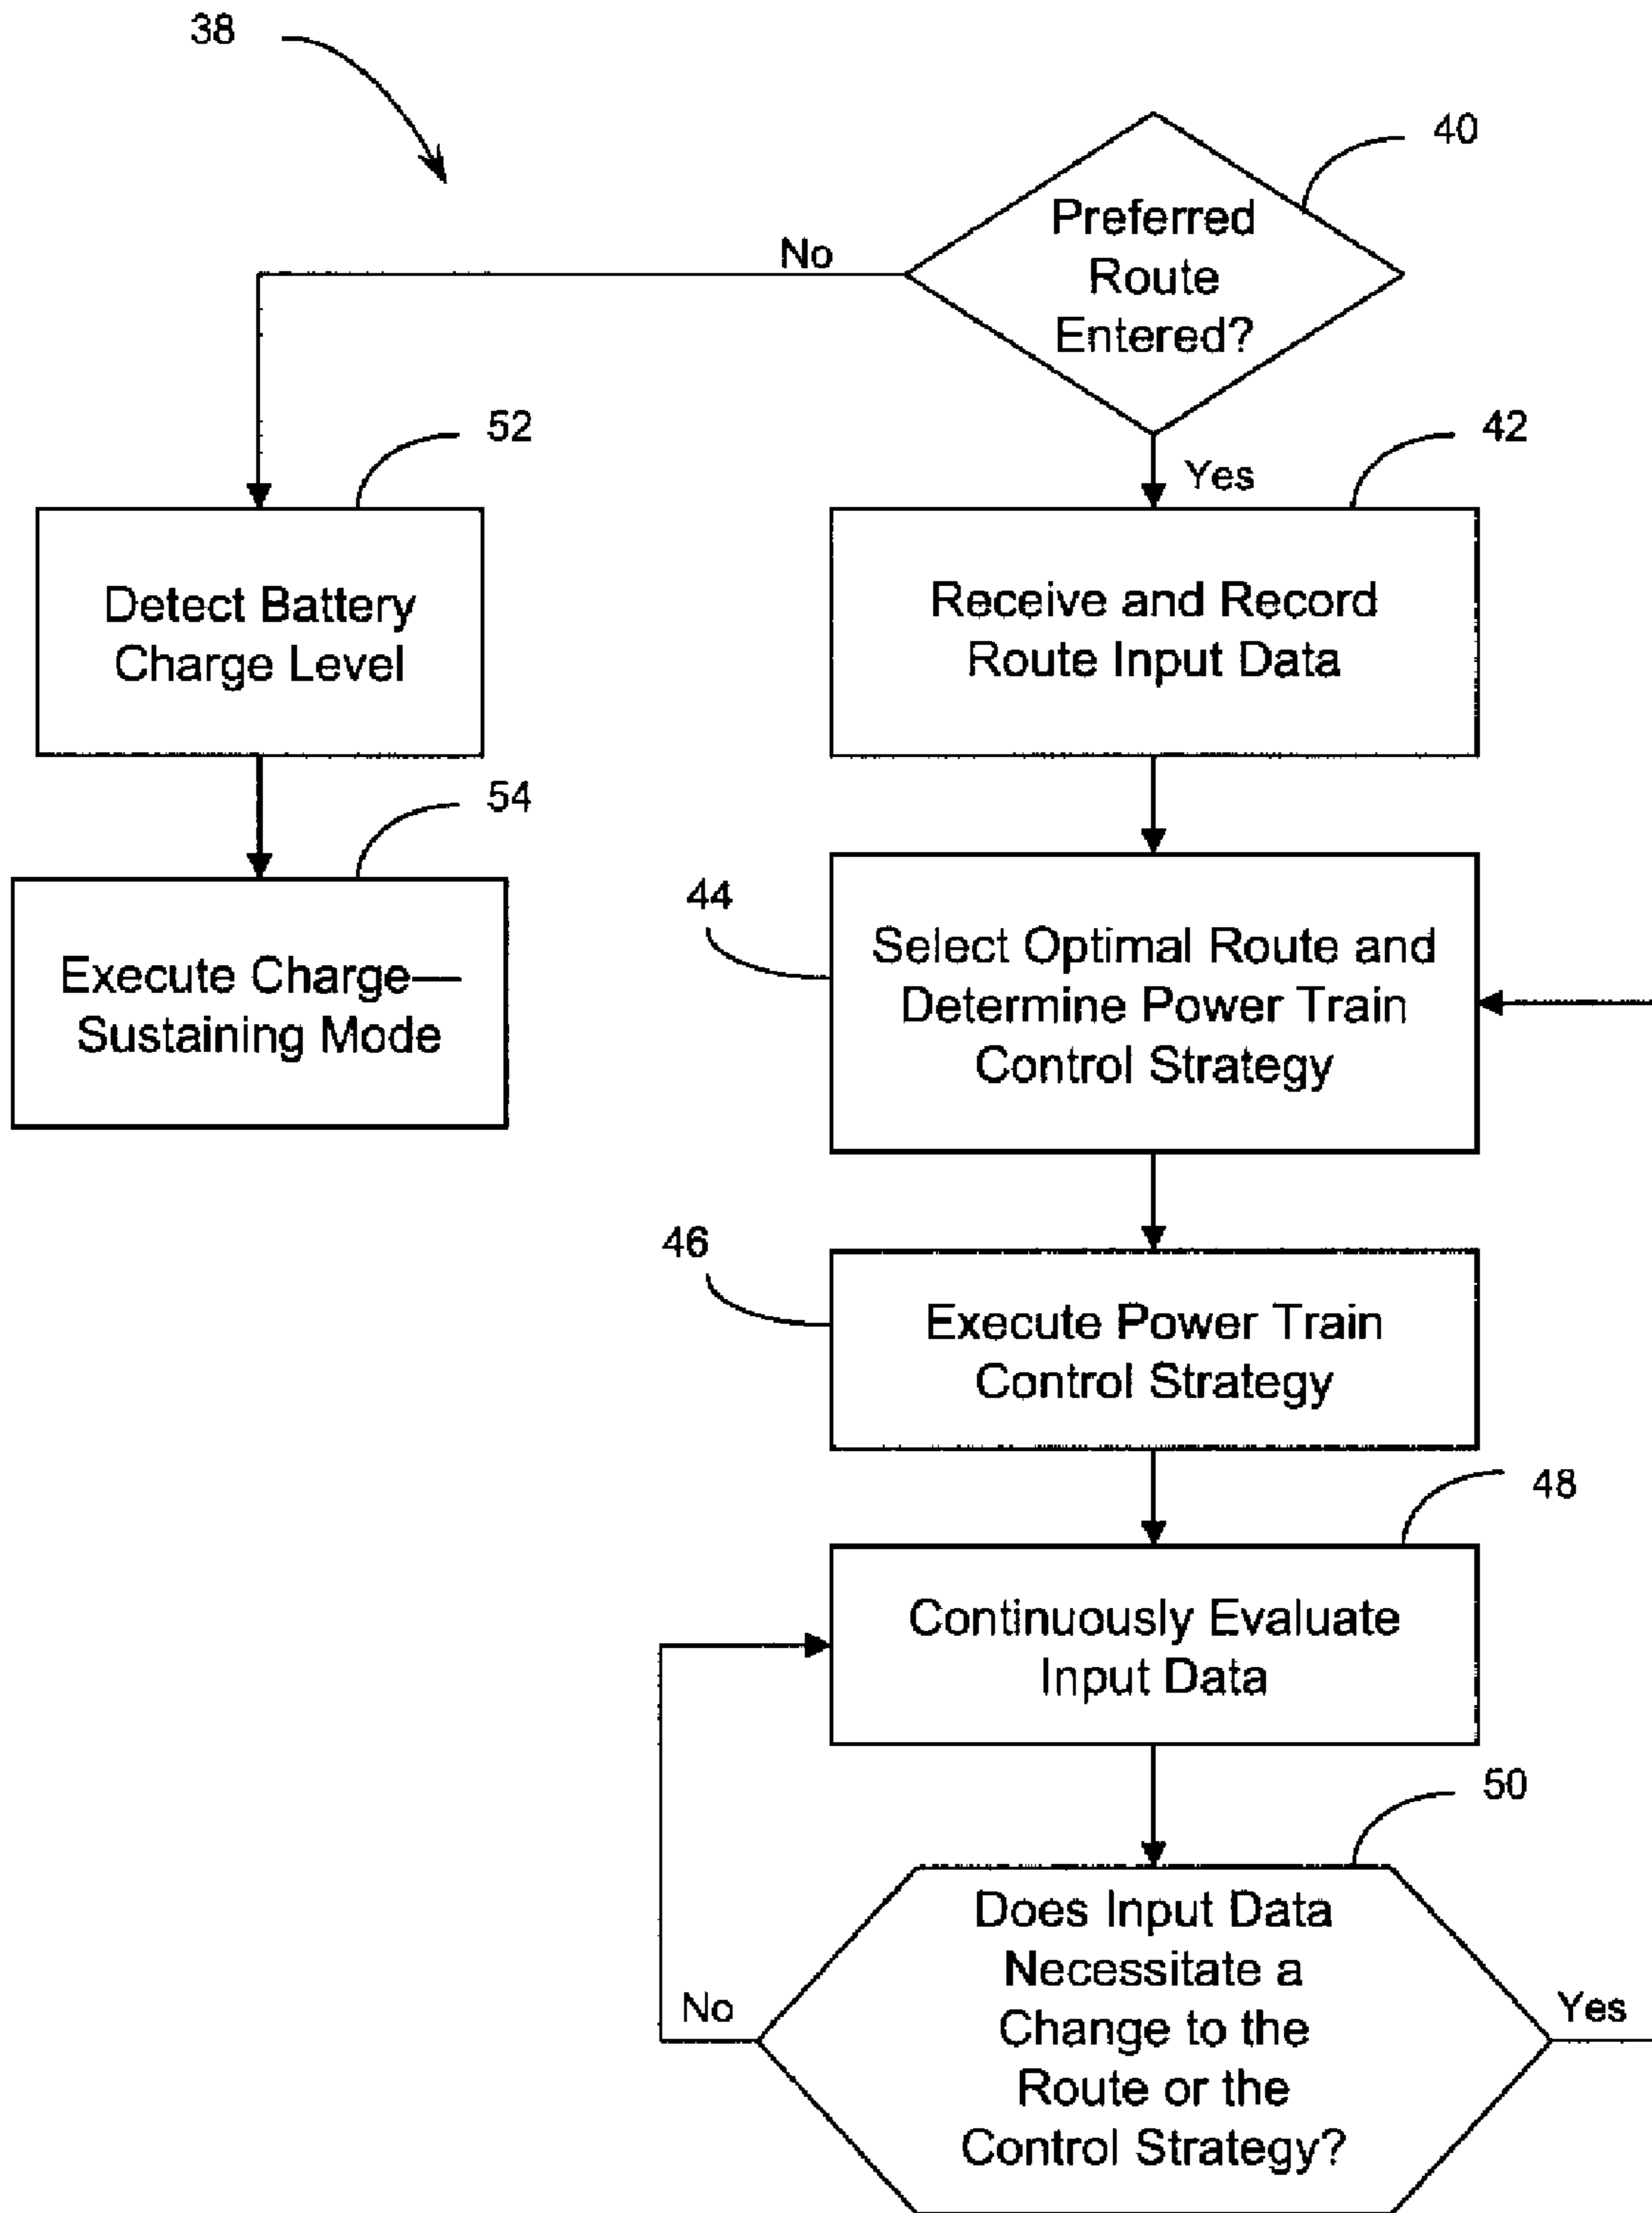 38
40
Preferred
Route
Entered?
No
Yes
52
42
Detect Battery
Charge Level
Receive and Record
Route Input Data
54
44
Execute Charge—
Sustaining Mode
Select Optimal Route and
Determine Power Train
Control Strategy
46
Execute Power Train
Control Strategy
48
Continuously Evaluate
Input Data
50
Does Input Data
Necessitate a
Change to the
Route or the
Control Strategy?
No
Yes